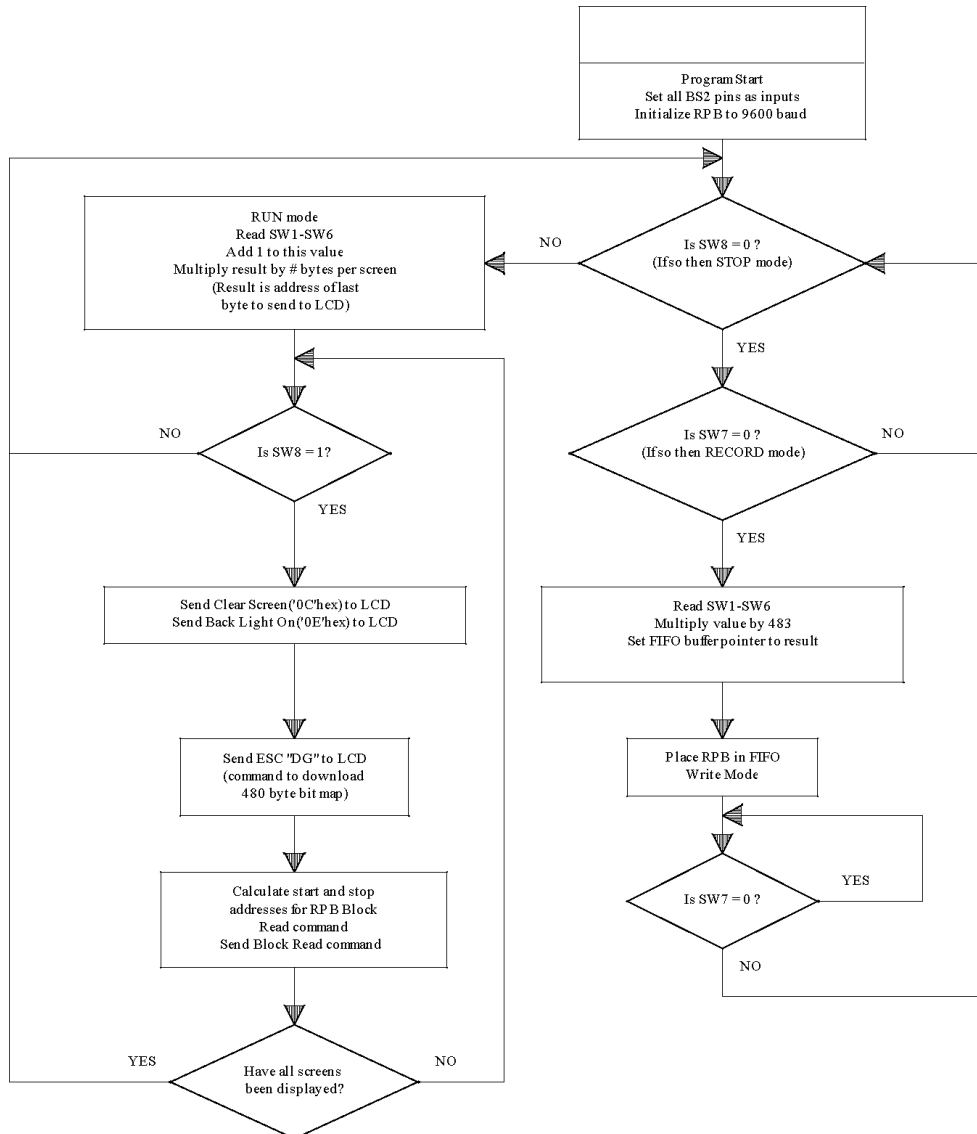 Program Start
Set all BS2 pins as inputs
Initialize RPB to 9600 baud
RUN mode
Read SW1-SW6
Add 1 to this value
Multiply result by # bytes per screen
(Result is address of last
byte to send to LCD)
NO
Is SW8 = 0 ?
(If so then STOP mode)
YES
Is SW7 = 0 ?
(If so then RECORD mode)
NO
YES
NO
Is SW8 = 1?
YES
Send Clear Screen('0C'hex) to LCD
Send Back Light On('0E'hex) to LCD
Read SW1-SW6
Multiply value by 483
Set FIFO buffer pointer to result
Send ESC "DG" to LCD
(command to download
480 byte bit map)
Place RPB in FIFO
Write Mode
Calculate start and stop
addresses for RPB Block
Read command
Send Block Read command
Is SW7 = 0 ?
YES
NO
YES
Have all screens
been displayed?
NO